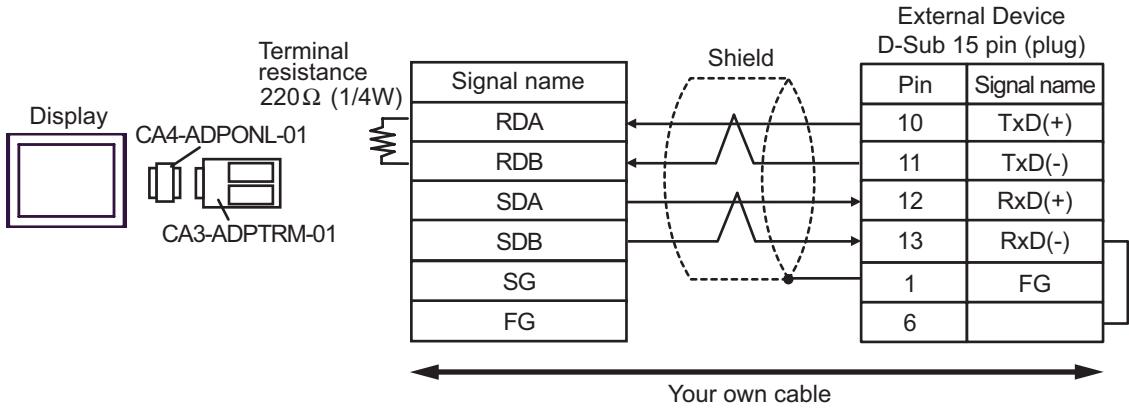 External Device
D-Sub 15 pin (plug)
Terminal
resistance
220Ω (1/4W)
Shield
Display
CA4-ADPONL-01
CA3-ADPTRM-01
Signal name
RDA
RDB
SDA
SDB
SG
FG
Pin Signal name
10 TxD(+)
11 TxD(-)
12 RxD(+)
13 RxD(-)
1 FG
6
Your own cable